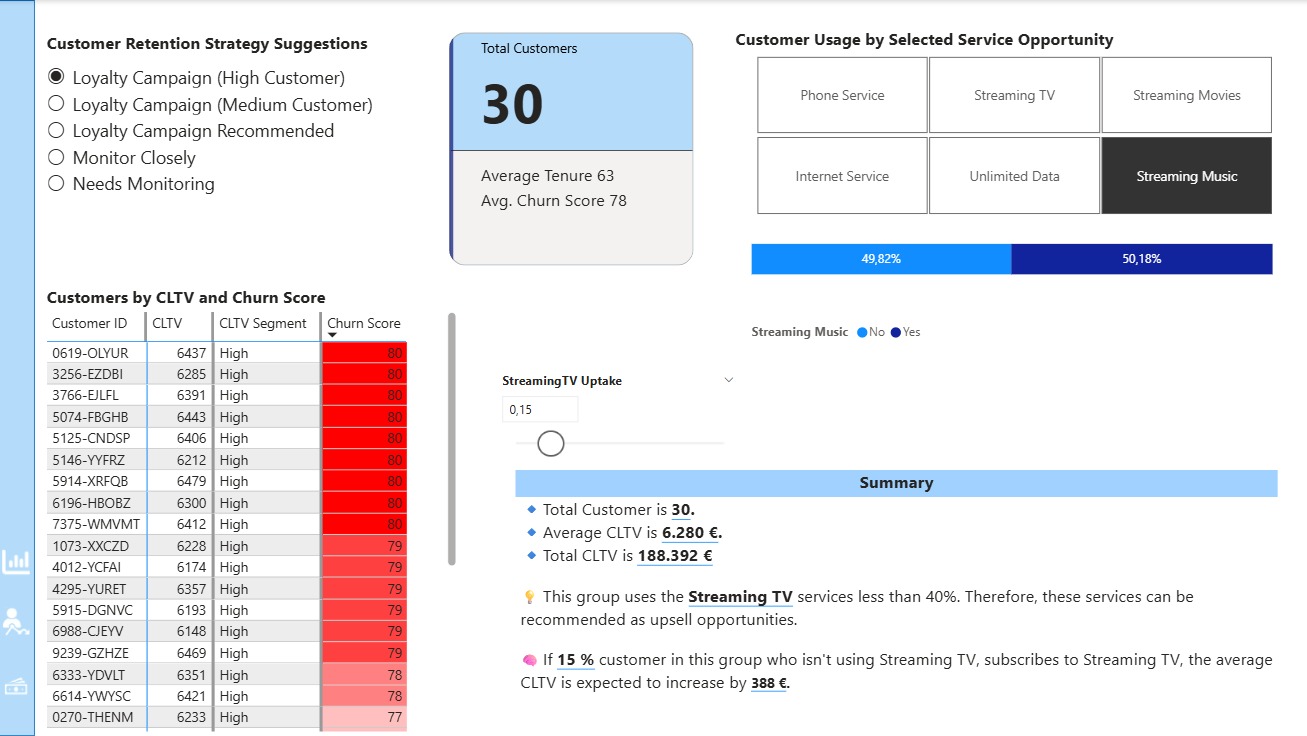 Customer Retention Strategy Suggestions
Loyalty Campaign (High Customer)
Loyalty Campaign (Medium Customer)
Loyalty Campaign Recommended
Monitor Closely
Needs Monitoring
Total Customers
30
Average Tenure 63
Avg. Churn Score 78
Customer Usage by Selected Service Opportunity
Phone Service Streaming TV Streaming Movies
Internet Service Unlimited Data Streaming Music
49,82% 50,18%
Streaming Music No Yes
Customers by CLTV and Churn Score
Customer ID CLTV CLTV Segment Churn Score
0619-OLYUR 6437 High 80
3256-EZDBI 6285 High 80
3766-EJLFL 6391 High 80
5074-FBGHB 6443 High 80
5125-CNDSP 6406 High 80
5146-YYFRZ 6212 High 80
5914-XRFQB 6479 High 80
6196-HBOBZ 6300 High 80
7375-WMVMT 6412 High 80
1073-XXCZD 6228 High 79
4012-YCFAI 6174 High 79
4295-YURET 6357 High 79
5915-DGNVC 6193 High 79
6988-CJEYV 6148 High 79
9239-GZHZE 6469 High 79
6333-YDVLT 6351 High 78
6614-YWYSC 6421 High 78
0270-THENM 6233 High 77
StreamingTV Uptake
0,15
Summary
Total Customer is 30.
Average CLTV is 6.280 €.
Total CLTV is 188.392 €
This group uses the Streaming TV services less than 40%. Therefore, these services can be
recommended as upsell opportunities.
If 15 % customer in this group who isn't using Streaming TV, subscribes to Streaming TV, the average
CLTV is expected to increase by 388 €.